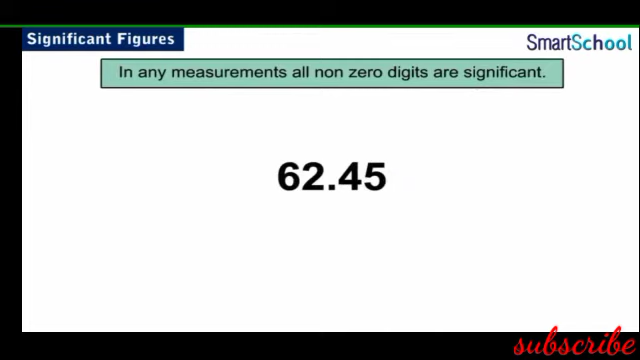 Significant Figures
SmartSchool
In any measurements all non zero digits are significant.
62.45
subscribe